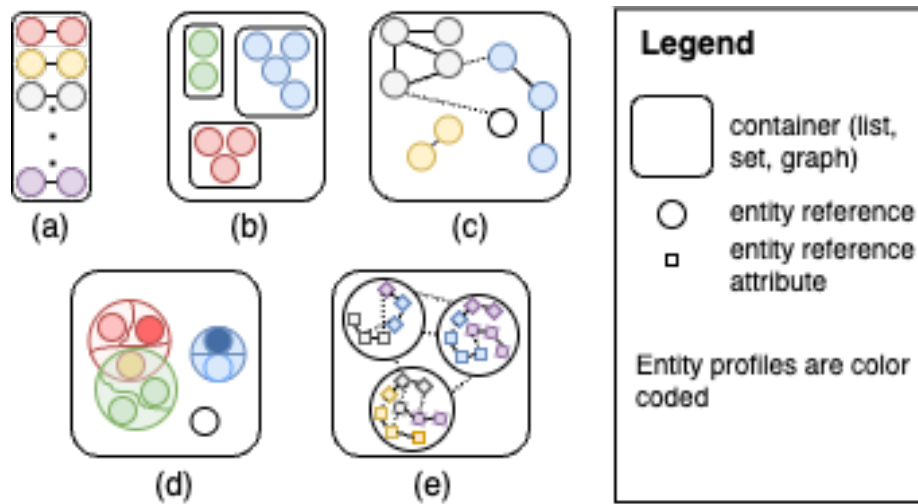 (a)
(b)
(c)
(d)
(e)
Legend
container (list,
set, graph)
entity reference
entity reference
attribute
Entity profiles are color
coded